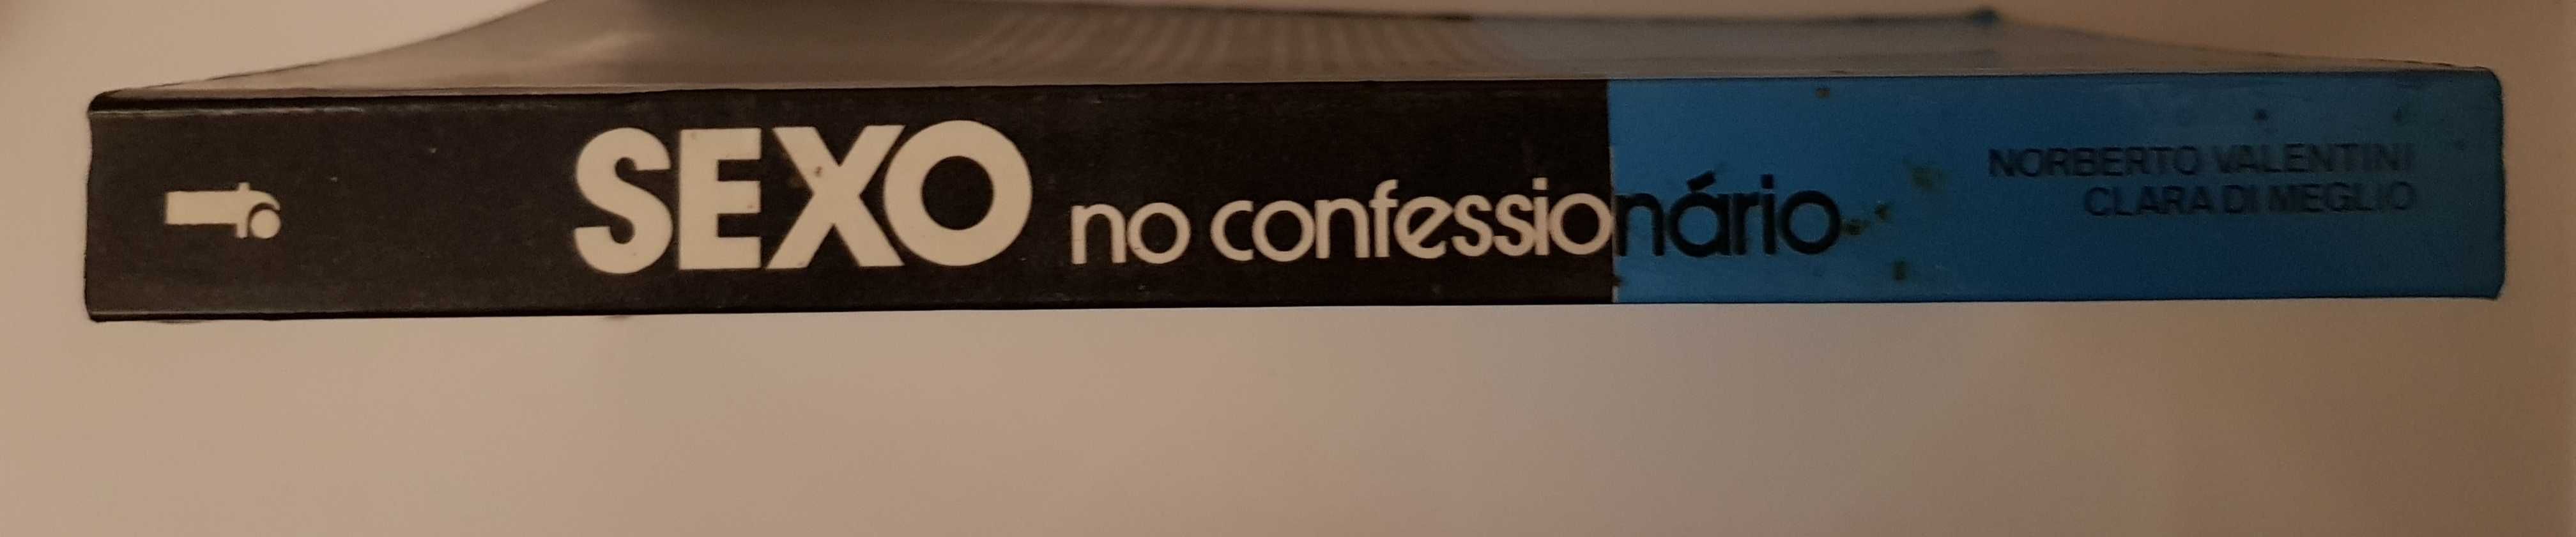 SEXO no confessionário
NORBERTO VALENTINI
CLARA DI MEGLIO